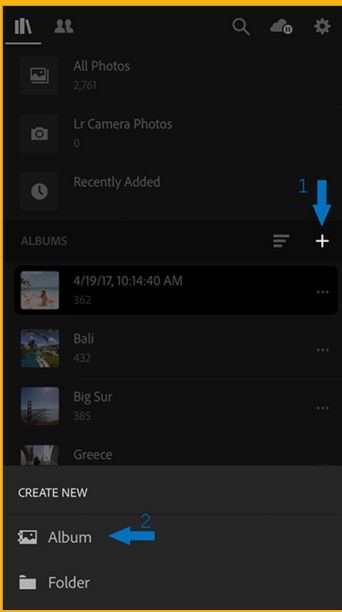 All Photos
2,761
Lr Camera Photos
0
Recently Added
1
ALBUMS
+
4/19/17, 10:14:40 AM
362
Bali
432
Big Sur
385
Greece
CREATE NEW
Album
2
Folder